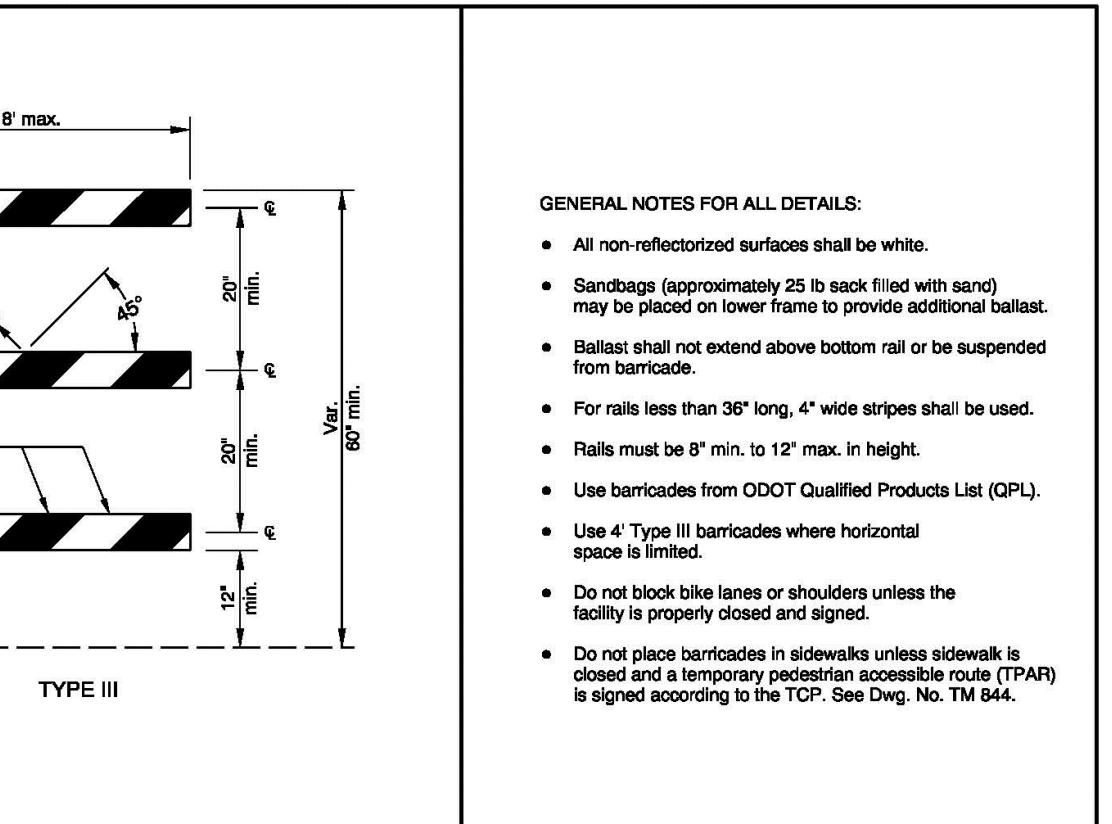 8' max.
℄
20"
min.
45°
℄
Var.
60" min.
20"
min.
℄
12"
min.
TYPE III
GENERAL NOTES FOR ALL DETAILS:
• All non-reflectorized surfaces shall be white.
• Sandbags (approximately 25 lb sack filled with sand)
may be placed on lower frame to provide additional ballast.
• Ballast shall not extend above bottom rail or be suspended
from barricade.
• For rails less than 36" long, 4" wide stripes shall be used.
• Rails must be 8" min. to 12" max. in height.
• Use barricades from ODOT Qualified Products List (QPL).
• Use 4' Type III barricades where horizontal
space is limited.
• Do not block bike lanes or shoulders unless the
facility is properly closed and signed.
• Do not place barricades in sidewalks unless sidewalk is
closed and a temporary pedestrian accessible route (TPAR)
is signed according to the TCP. See Dwg. No. TM 844.